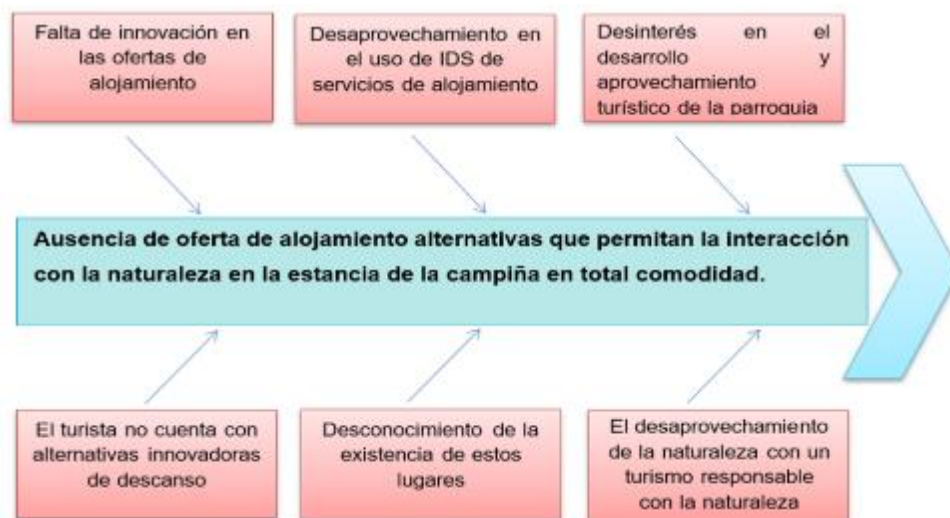 Falta de innovación en
las ofertas de
alojamiento
Desaprovechamiento en
el uso de IDS de
servicios de alojamiento
Desinterés en el
desarrollo y
aprovechamiento
turístico de la parroquia
Ausencia de oferta de alojamiento alternativas que permitan la interacción
con la naturaleza en la estancia de la campiña en total comodidad.
El turista no cuenta con
alternativas innovadoras
de descanso
Desconocimiento de la
existencia de estos
lugares
El desaprovechamiento
de la naturaleza con un
turismo responsable
con la naturaleza